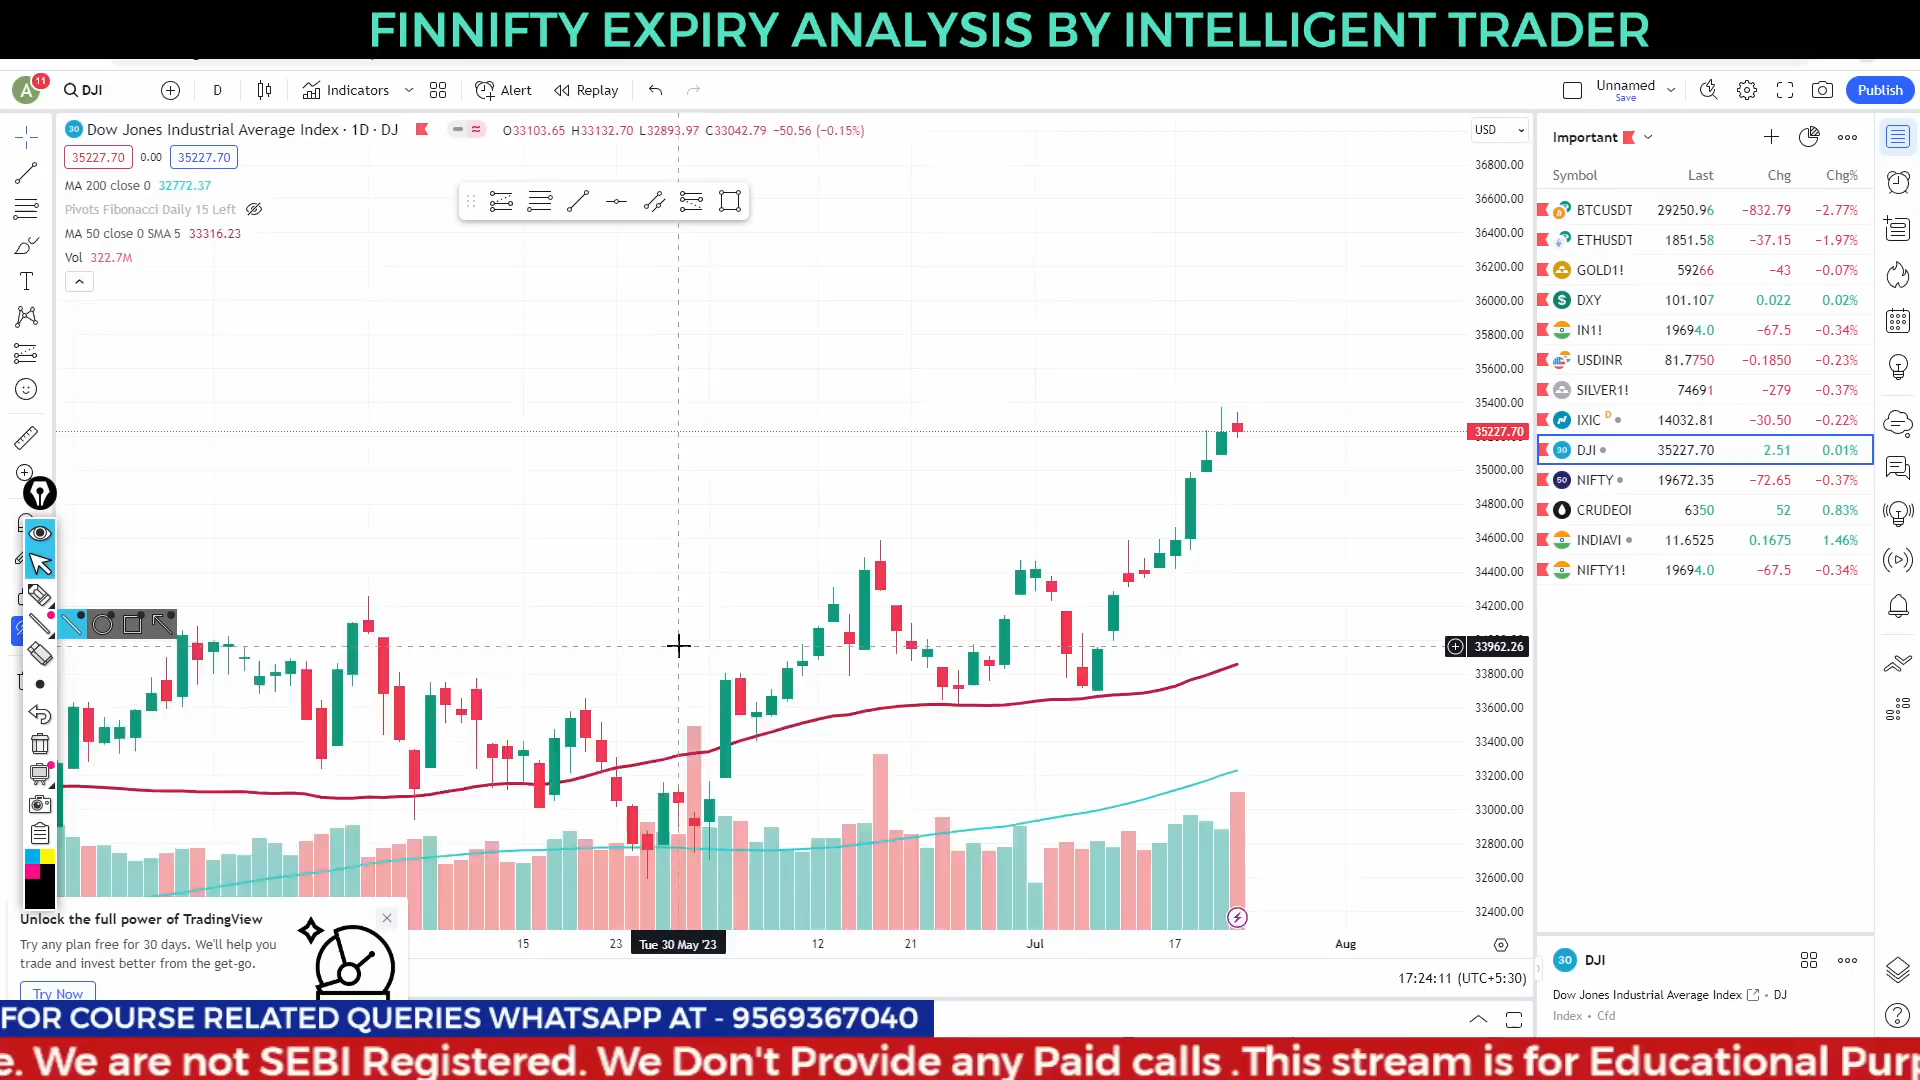 FINNIFTY EXPIRY ANALYSIS BY INTELLIGENT TRADER
A 11 DJI D Indicators Alert Replay Unnamed Save Publish
30 Dow Jones Industrial Average Index · 1D · DJ O33103.65 H33132.70 L32893.97 C33042.79 −50.56 (−0.15%)
35227.70 0.00 35227.70
MA 200 close 0 32772.37
Pivots Fibonacci Daily 15 Left
MA 50 close 0 SMA 5 33316.23
Vol 322.7M
USD
36800.00
36600.00
36400.00
36200.00
36000.00
35800.00
35600.00
35400.00
35227.70
35000.00
34800.00
34600.00
34400.00
34200.00
33962.26
33800.00
33600.00
33400.00
33200.00
33000.00
32800.00
32600.00
32400.00
15 23 Tue 30 May '23 12 21 Jul 17 Aug
17:24:11 (UTC+5:30)
Important
Symbol Last Chg Chg%
BTCUSDT 29250.96 −832.79 −2.77%
ETHUSDT 1851.58 −37.15 −1.97%
GOLD1! 59266 −43 −0.07%
$ DXY 101.107 0.022 0.02%
IN1! 19694.0 −67.5 −0.34%
USDINR 81.7750 −0.1850 −0.23%
SILVER1! 74691 −279 −0.37%
IXIC D 14032.81 −30.50 −0.22%
30 DJI 35227.70 2.51 0.01%
50 NIFTY 19672.35 −72.65 −0.37%
CRUDEOI 6350 52 0.83%
INDIAVI 11.6525 0.1675 1.46%
NIFTY1! 19694.0 −67.5 −0.34%
30 DJI
Dow Jones Industrial Average Index · DJ
Index · Cfd
Unlock the full power of TradingView
Try any plan free for 30 days. We'll help you
trade and invest better from the get-go.
Try Now
FOR COURSE RELATED QUERIES WHATSAPP AT - 9569367040
e. We are not SEBI Registered. We Don't Provide any Paid calls .This stream is for Educational Purp